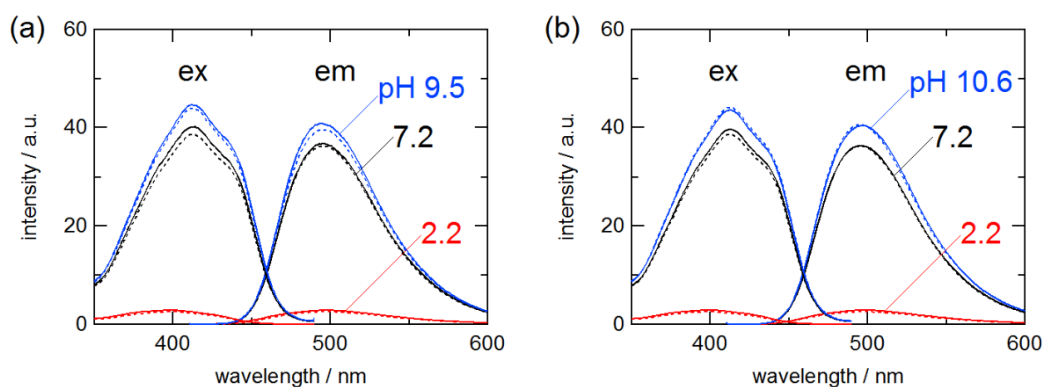 (a)
60
40
20
0
intensity / a.u.
ex
em
pH 9.5
7.2
2.2
400
500
600
wavelength / nm
(b)
60
40
20
0
intensity / a.u.
ex
em
pH 10.6
7.2
2.2
400
500
600
wavelength / nm